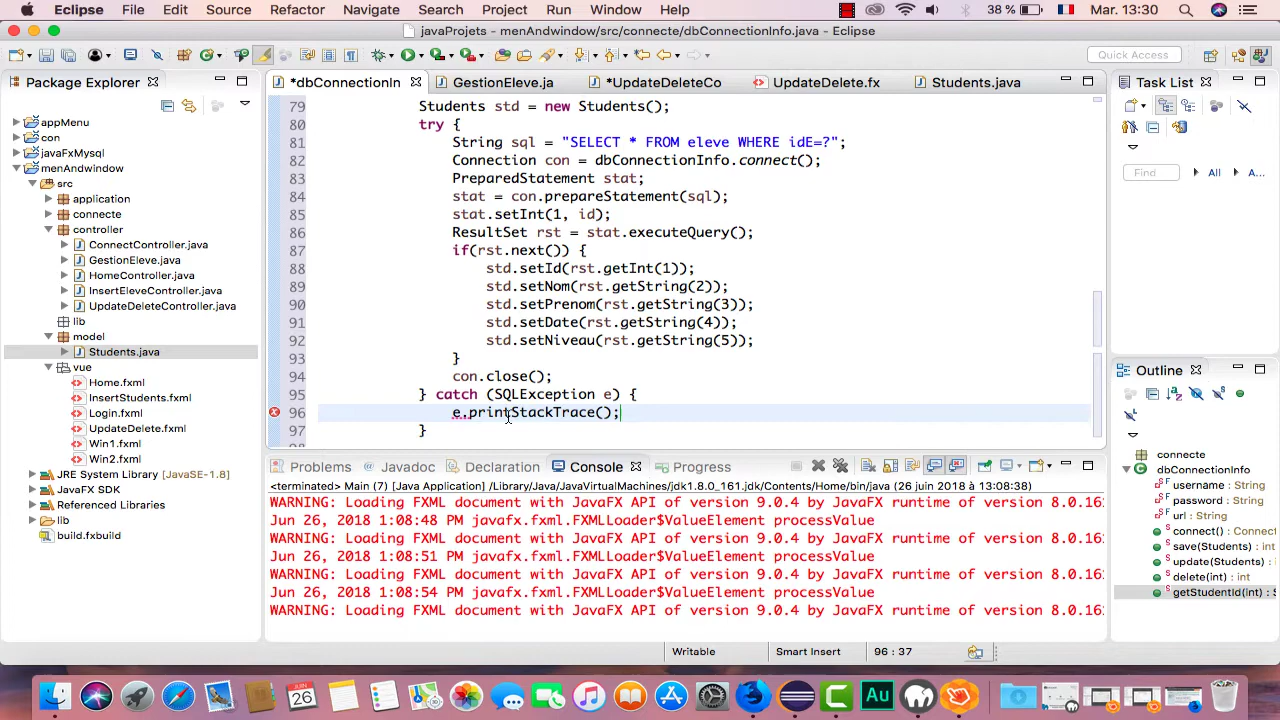 Eclipse File Edit Source Refactor Navigate Search Project Run Window Help 38 % Mar. 13:30
javaProjets - menAndwindow/src/connecte/dbConnectionInfo.java - Eclipse
Quick Access
Package Explorer
appMenu
con
javaFxMysql
menAndwindow
src
application
connecte
controller
ConnectController.java
GestionEleve.java
HomeController.java
InsertEleveController.java
UpdateDeleteController.java
lib
model
Students.java
vue
Home.fxml
InsertStudents.fxml
Login.fxml
UpdateDelete.fxml
Win1.fxml
Win2.fxml
JRE System Library [JavaSE-1.8]
JavaFX SDK
Referenced Libraries
lib
build.fxbuild
*dbConnectionIn GestionEleve.ja *UpdateDeleteCo UpdateDelete.fx Students.java
79 Students std = new Students();
80 try {
81 String sql = "SELECT * FROM eleve WHERE idE=?";
82 Connection con = dbConnectionInfo.connect();
83 PreparedStatement stat;
84 stat = con.prepareStatement(sql);
85 stat.setInt(1, id);
86 ResultSet rst = stat.executeQuery();
87 if(rst.next()) {
88 std.setId(rst.getInt(1));
89 std.setNom(rst.getString(2));
90 std.setPrenom(rst.getString(3));
91 std.setDate(rst.getString(4));
92 std.setNiveau(rst.getString(5));
93 }
94 con.close();
95 } catch (SQLException e) {
96 e.printStackTrace();
97 }
Problems Javadoc Declaration Console Progress
<terminated> Main (7) [Java Application] /Library/Java/JavaVirtualMachines/jdk1.8.0_161.jdk/Contents/Home/bin/java (26 juin 2018 à 13:08:38)
WARNING: Loading FXML document with JavaFX API of version 9.0.4 by JavaFX runtime of version 8.0.161
Jun 26, 2018 1:08:48 PM javafx.fxml.FXMLLoader$ValueElement processValue
WARNING: Loading FXML document with JavaFX API of version 9.0.4 by JavaFX runtime of version 8.0.161
Jun 26, 2018 1:08:51 PM javafx.fxml.FXMLLoader$ValueElement processValue
WARNING: Loading FXML document with JavaFX API of version 9.0.4 by JavaFX runtime of version 8.0.161
Jun 26, 2018 1:08:54 PM javafx.fxml.FXMLLoader$ValueElement processValue
WARNING: Loading FXML document with JavaFX API of version 9.0.4 by JavaFX runtime of version 8.0.161
Writable Smart Insert 96 : 37
Task List
Find All A...
Outline
connecte
dbConnectionInfo
username : String
password : String
url : String
connect() : Connect
save(Students) : int
update(Students) : i
delete(int) : int
getStudentId(int) : S
JUN
26
Au